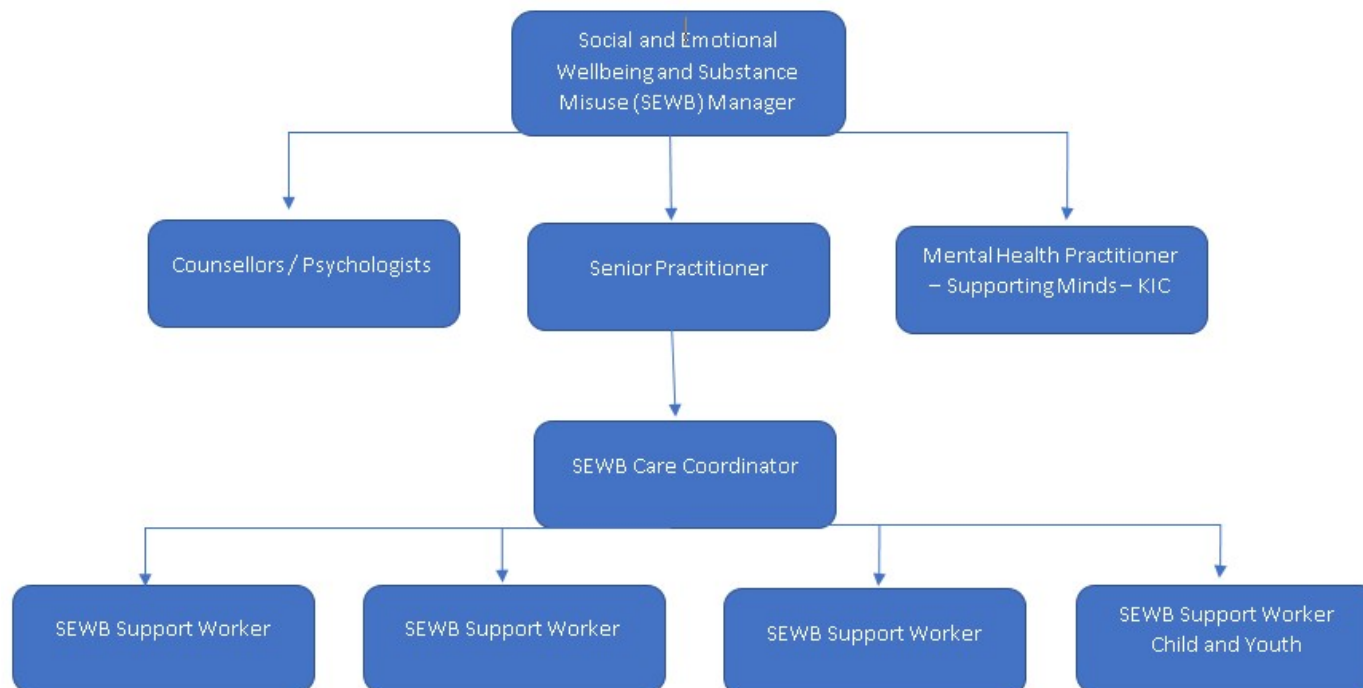 Social and Emotional
Wellbeing and Substance
Misuse (SEWB) Manager
Counsellors / Psychologists
Senior Practitioner
Mental Health Practitioner
– Supporting Minds – KIC
SEWB Care Coordinator
SEWB Support Worker
SEWB Support Worker
SEWB Support Worker
SEWB Support Worker
Child and Youth